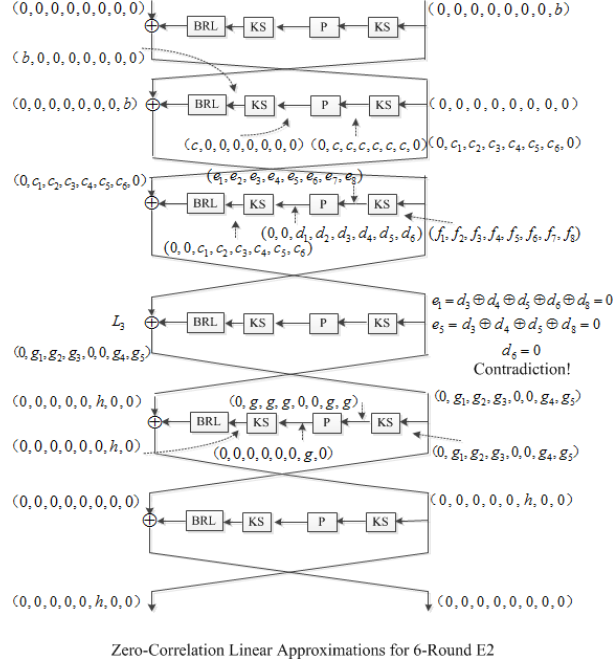 (0,0,0,0,0,0,0,0) BRL KS P KS (0,0,0,0,0,0,0,b)
(b,0,0,0,0,0,0,0)
(0,0,0,0,0,0,0,b) BRL KS P KS (0,0,0,0,0,0,0,0)
(c,0,0,0,0,0,0,0) (0,c,c,c,c,c,c,0) (0,c₁,c₂,c₃,c₄,c₅,c₆,0)
(0,c₁,c₂,c₃,c₄,c₅,c₆,0) (e₁,e₂,e₃,e₄,e₅,e₆,e₇,e₈)
BRL KS P KS
(0,0,d₁,d₂,d₃,d₄,d₅,d₆) (f₁,f₂,f₃,f₄,f₅,f₆,f₇,f₈)
(0,0,c₁,c₂,c₃,c₄,c₅,c₆)
e₁=d₃⊕d₄⊕d₅⊕d₆⊕d₈=0
L₃ BRL KS P KS e₅=d₃⊕d₄⊕d₅⊕d₈=0
(0,g₁,g₂,g₃,0,0,g₄,g₅) d₆=0
Contradiction!
(0,0,0,0,0,h,0,0) (0,g,g,g,0,0,g,g) (0,g₁,g₂,g₃,0,0,g₄,g₅)
BRL KS P KS
(0,0,0,0,0,h,0,0) (0,0,0,0,0,0,g,0) (0,g₁,g₂,g₃,0,0,g₄,g₅)
(0,0,0,0,0,0,0,0) (0,0,0,0,0,h,0,0)
BRL KS P KS
(0,0,0,0,0,h,0,0) (0,0,0,0,0,0,0,0)
Zero-Correlation Linear Approximations for 6-Round E2